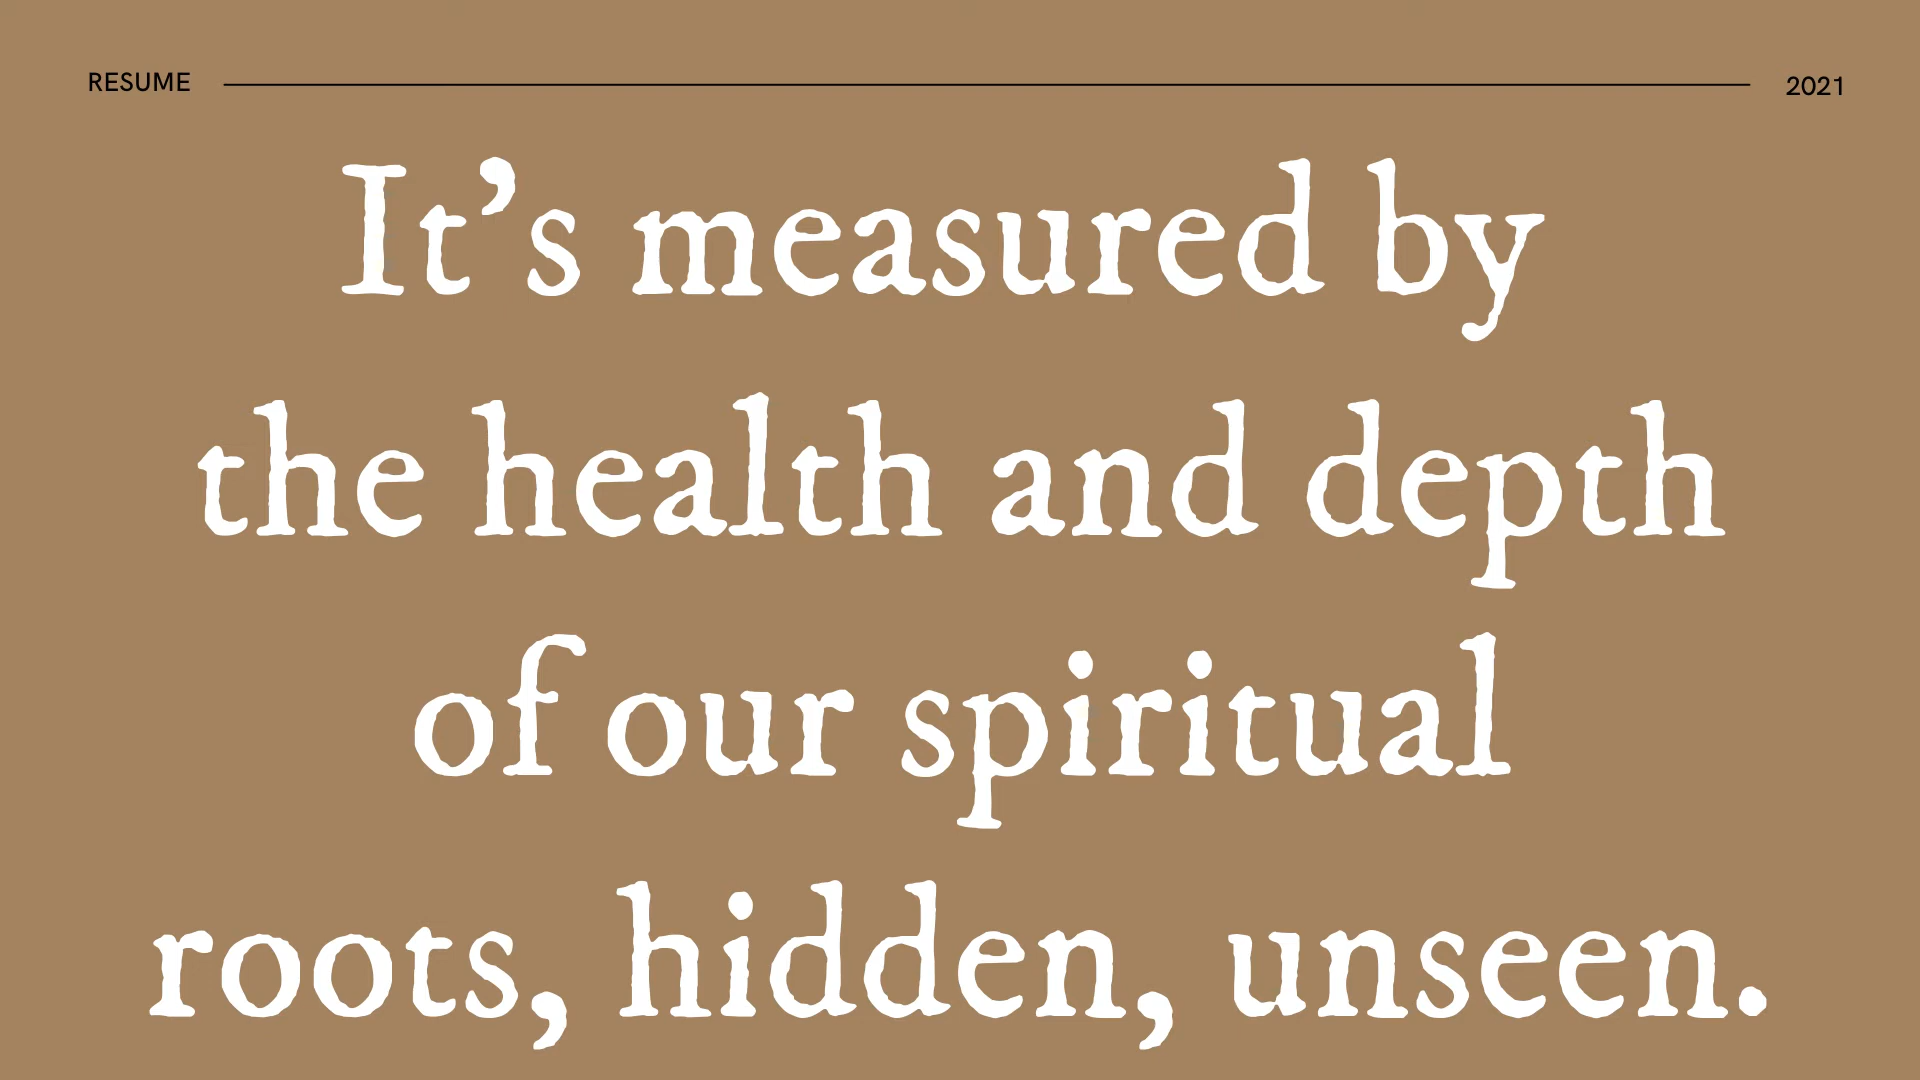 RESUME 2021
It’s measured by
the health and depth
of our spiritual
roots, hidden, unseen.